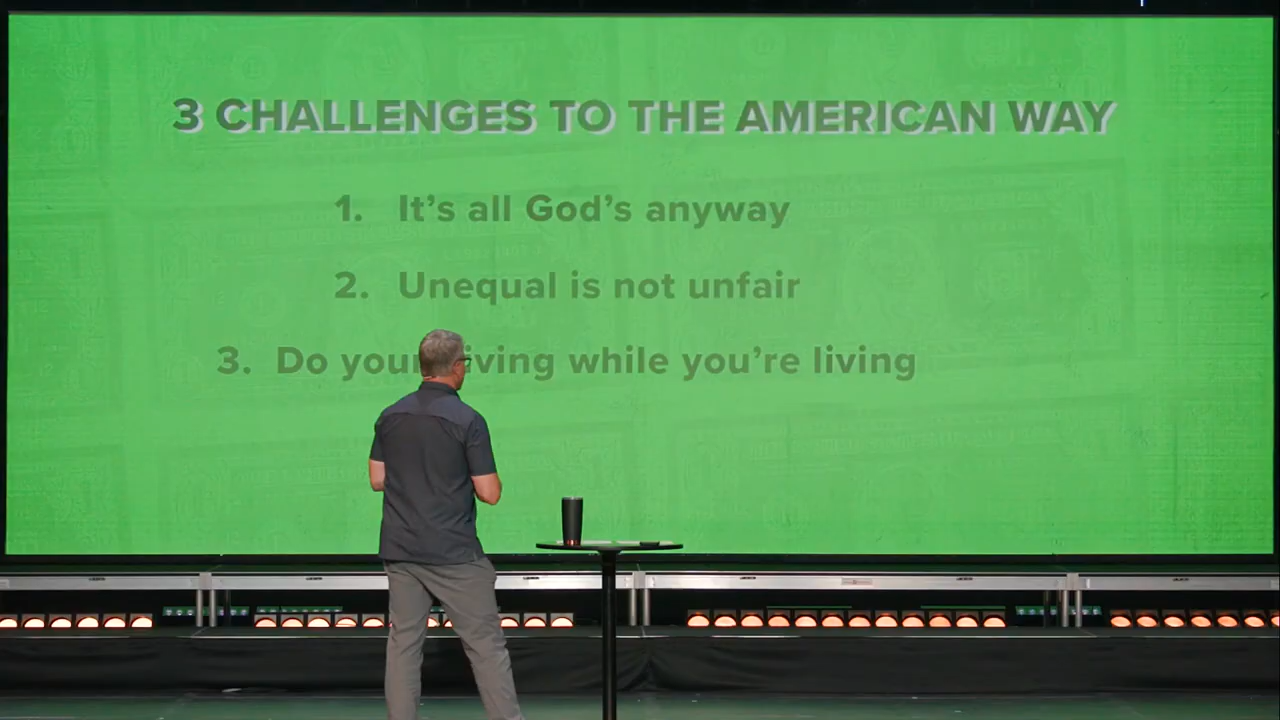 3 CHALLENGES TO THE AMERICAN WAY
1. It's all God's anyway
2. Unequal is not unfair
3. Do your while you're living